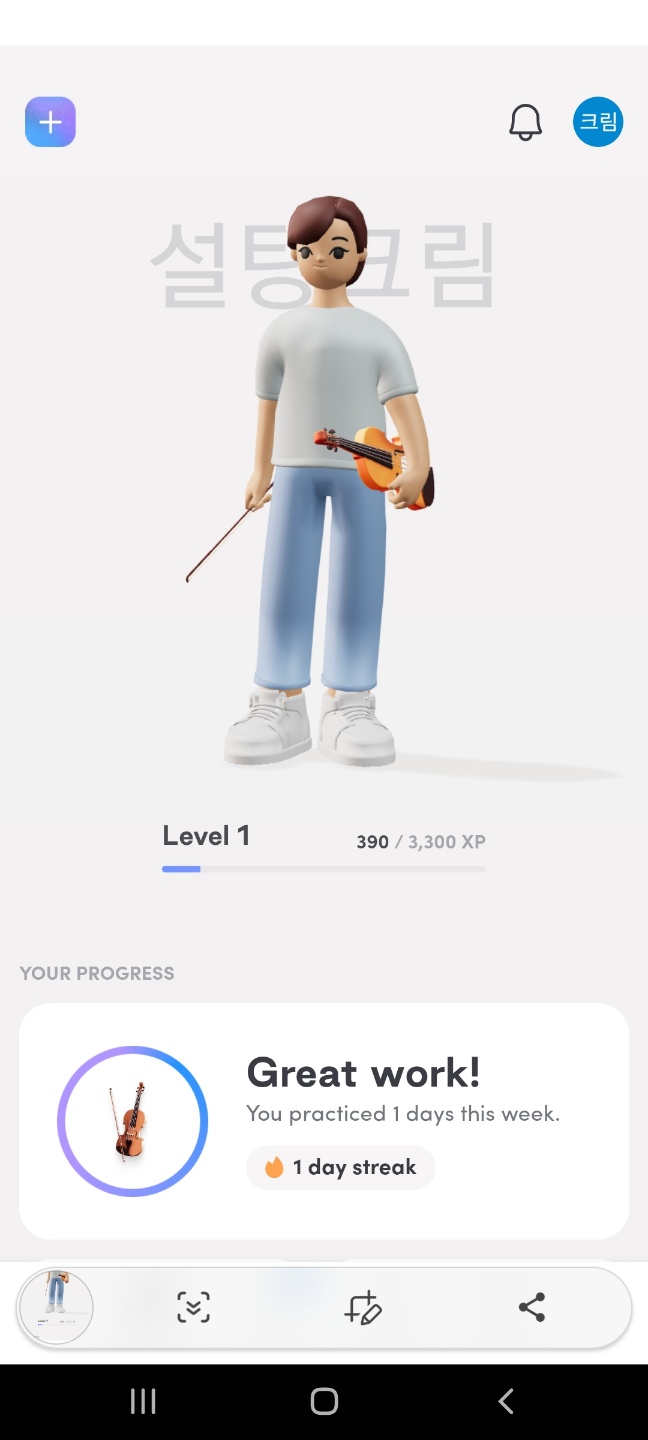 크림
설팅크림
Level 1
390 / 3,300 XP
YOUR PROGRESS
Great work!
You practiced 1 days this week.
1 day streak